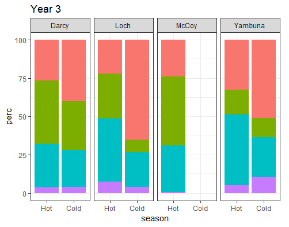 Year 3
Darcy Loch McCoy Yambuna
100
75
50
25
0
perc
Hot Cold Hot Cold Hot Cold Hot Cold
season